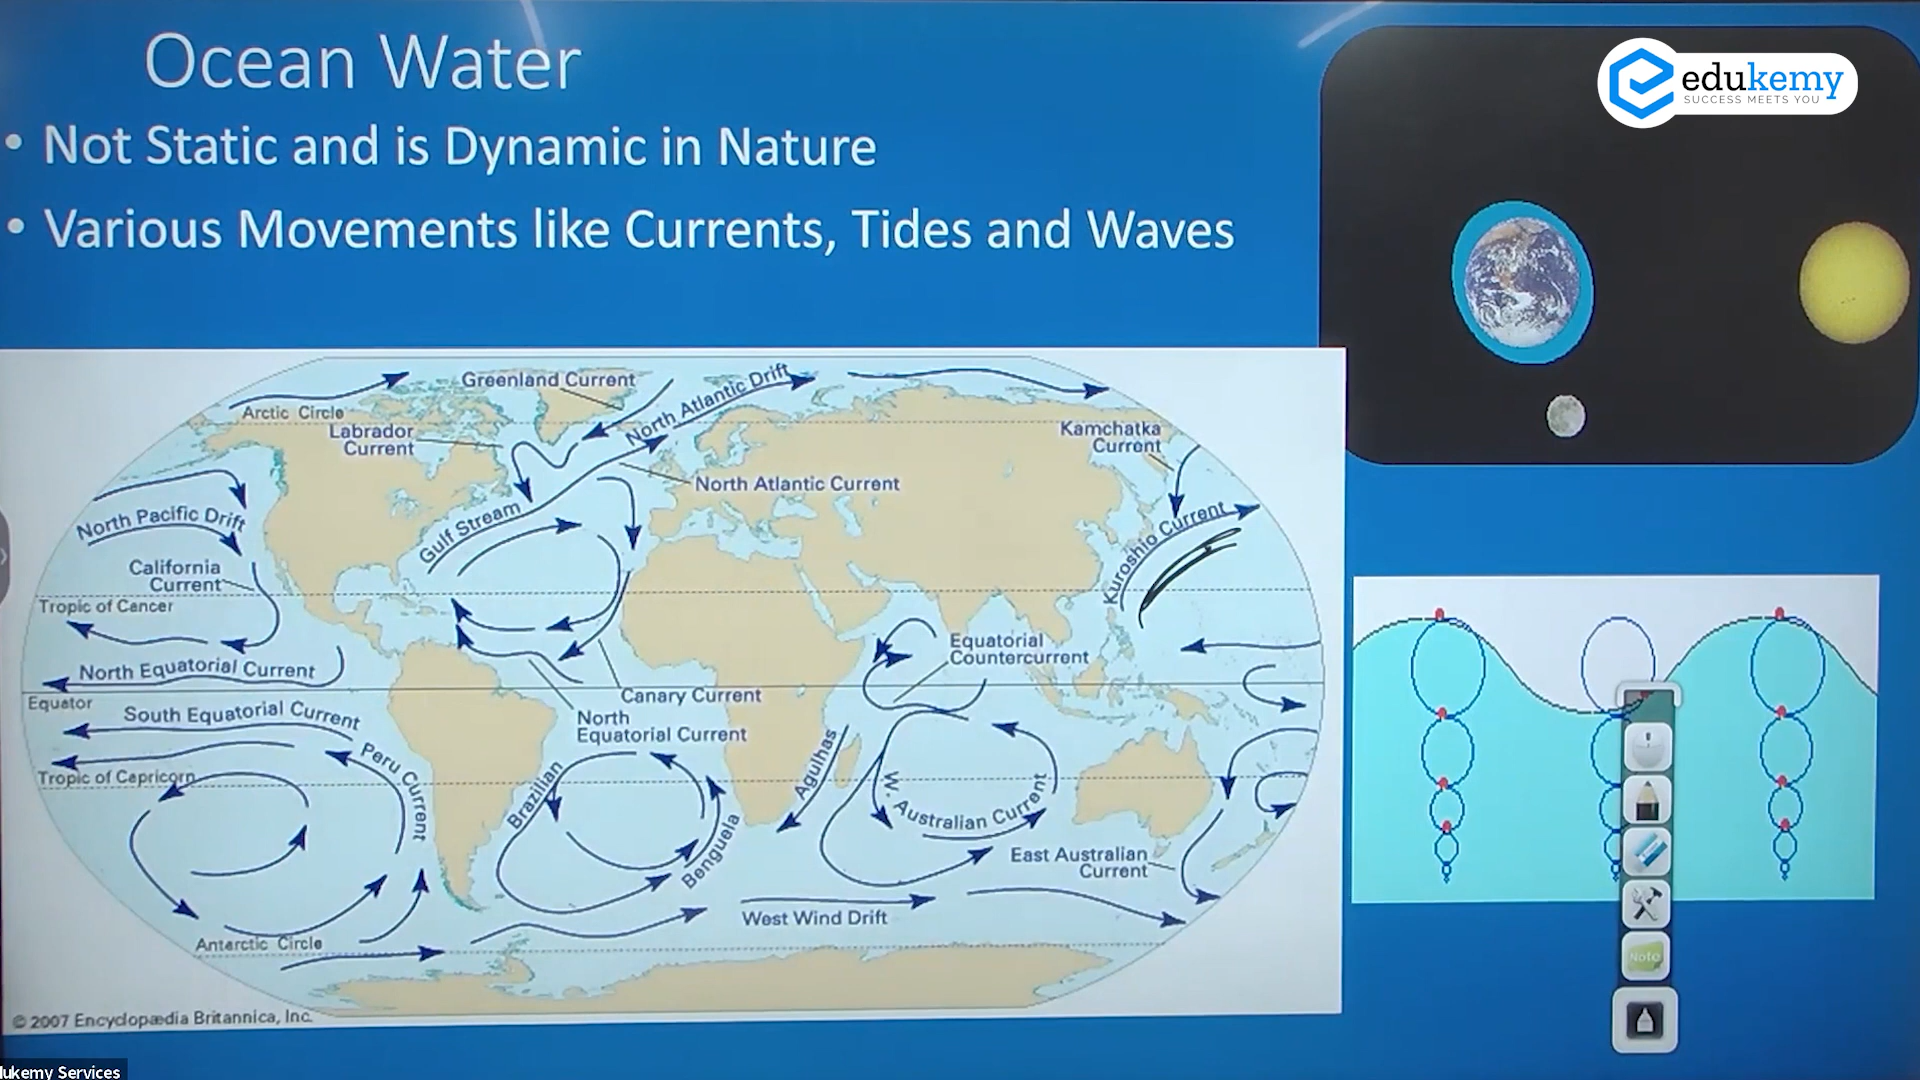 Ocean Water
• Not Static and is Dynamic in Nature
• Various Movements like Currents, Tides and Waves
edukemy
SUCCESS MEETS YOU
Greenland Current
North Atlantic Drift
Arctic Circle
Labrador
Current
Kamchatka
Current
North Atlantic Current
North Pacific Drift
Gulf Stream
Kuroshio Current
California
Current
Tropic of Cancer
Equatorial
Countercurrent
North Equatorial Current
Canary Current
Equator
South Equatorial Current
North
Equatorial Current
Peru Current
Tropic of Capricorn
Brazilian
Agulhas
W. Australian Current
Benguela
East Australian
Current
West Wind Drift
Antarctic Circle
© 2007 Encyclopædia Britannica, Inc.
Note
lukemy Services